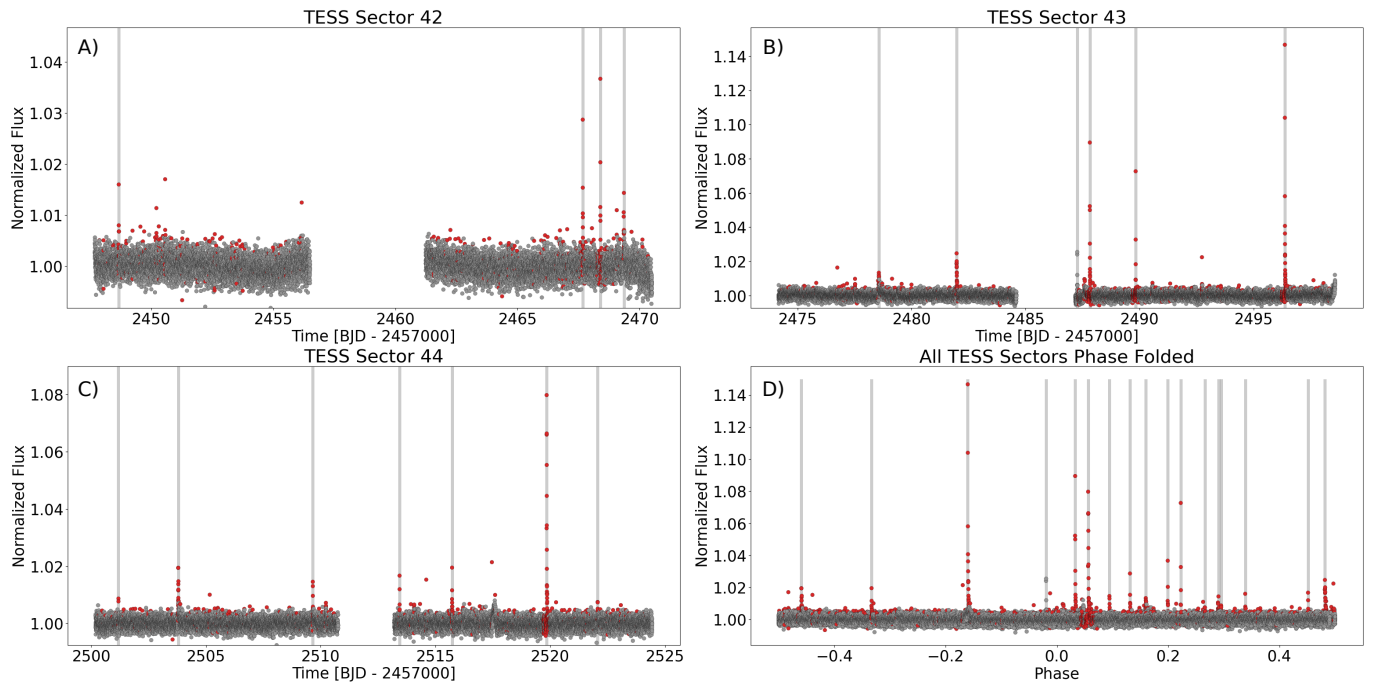 TESS Sector 42
A)
Normalized Flux
1.04
1.03
1.02
1.01
1.00
2450 2455 2460 2465 2470
Time [BJD - 2457000]
TESS Sector 43
B)
Normalized Flux
1.14
1.12
1.10
1.08
1.06
1.04
1.02
1.00
2475 2480 2485 2490 2495
Time [BJD - 2457000]
TESS Sector 44
C)
Normalized Flux
1.08
1.06
1.04
1.02
1.00
2500 2505 2510 2515 2520 2525
Time [BJD - 2457000]
All TESS Sectors Phase Folded
D)
Normalized Flux
1.14
1.12
1.10
1.08
1.06
1.04
1.02
1.00
−0.4 −0.2 0.0 0.2 0.4
Phase